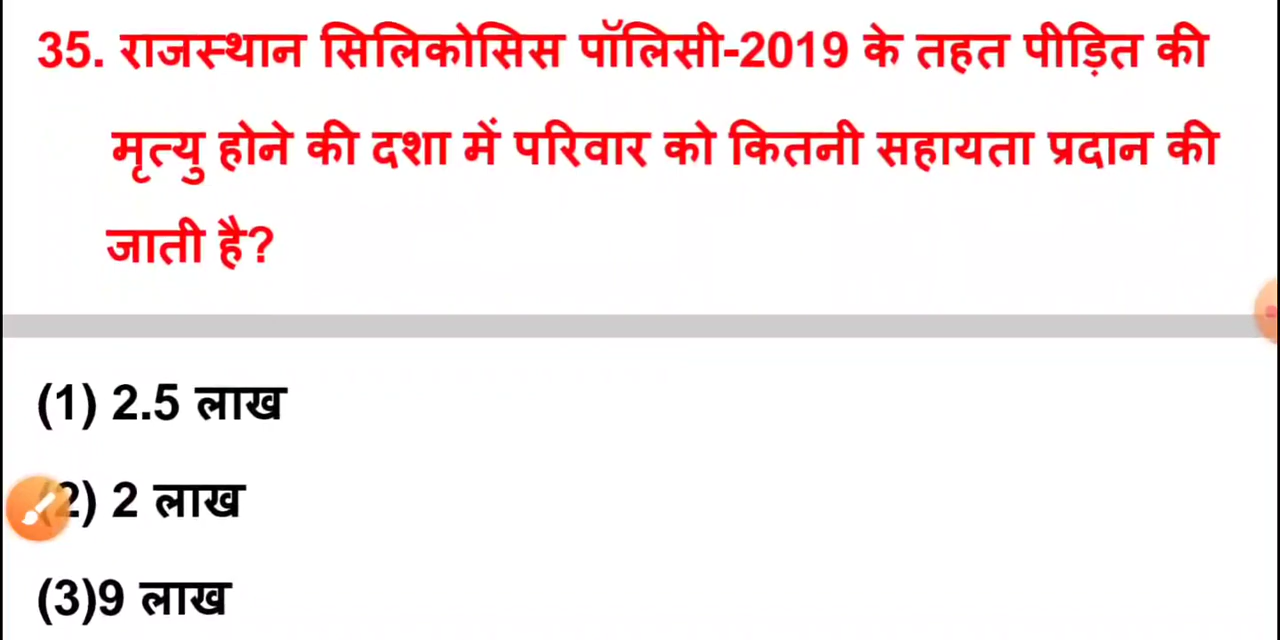 35. राजस्थान सिलिकोसिस पॉलिसी-2019 के तहत पीड़ित की
मृत्यु होने की दशा में परिवार को कितनी सहायता प्रदान की
जाती है?
(1) 2.5 लाख
(2) 2 लाख
(3)9 लाख